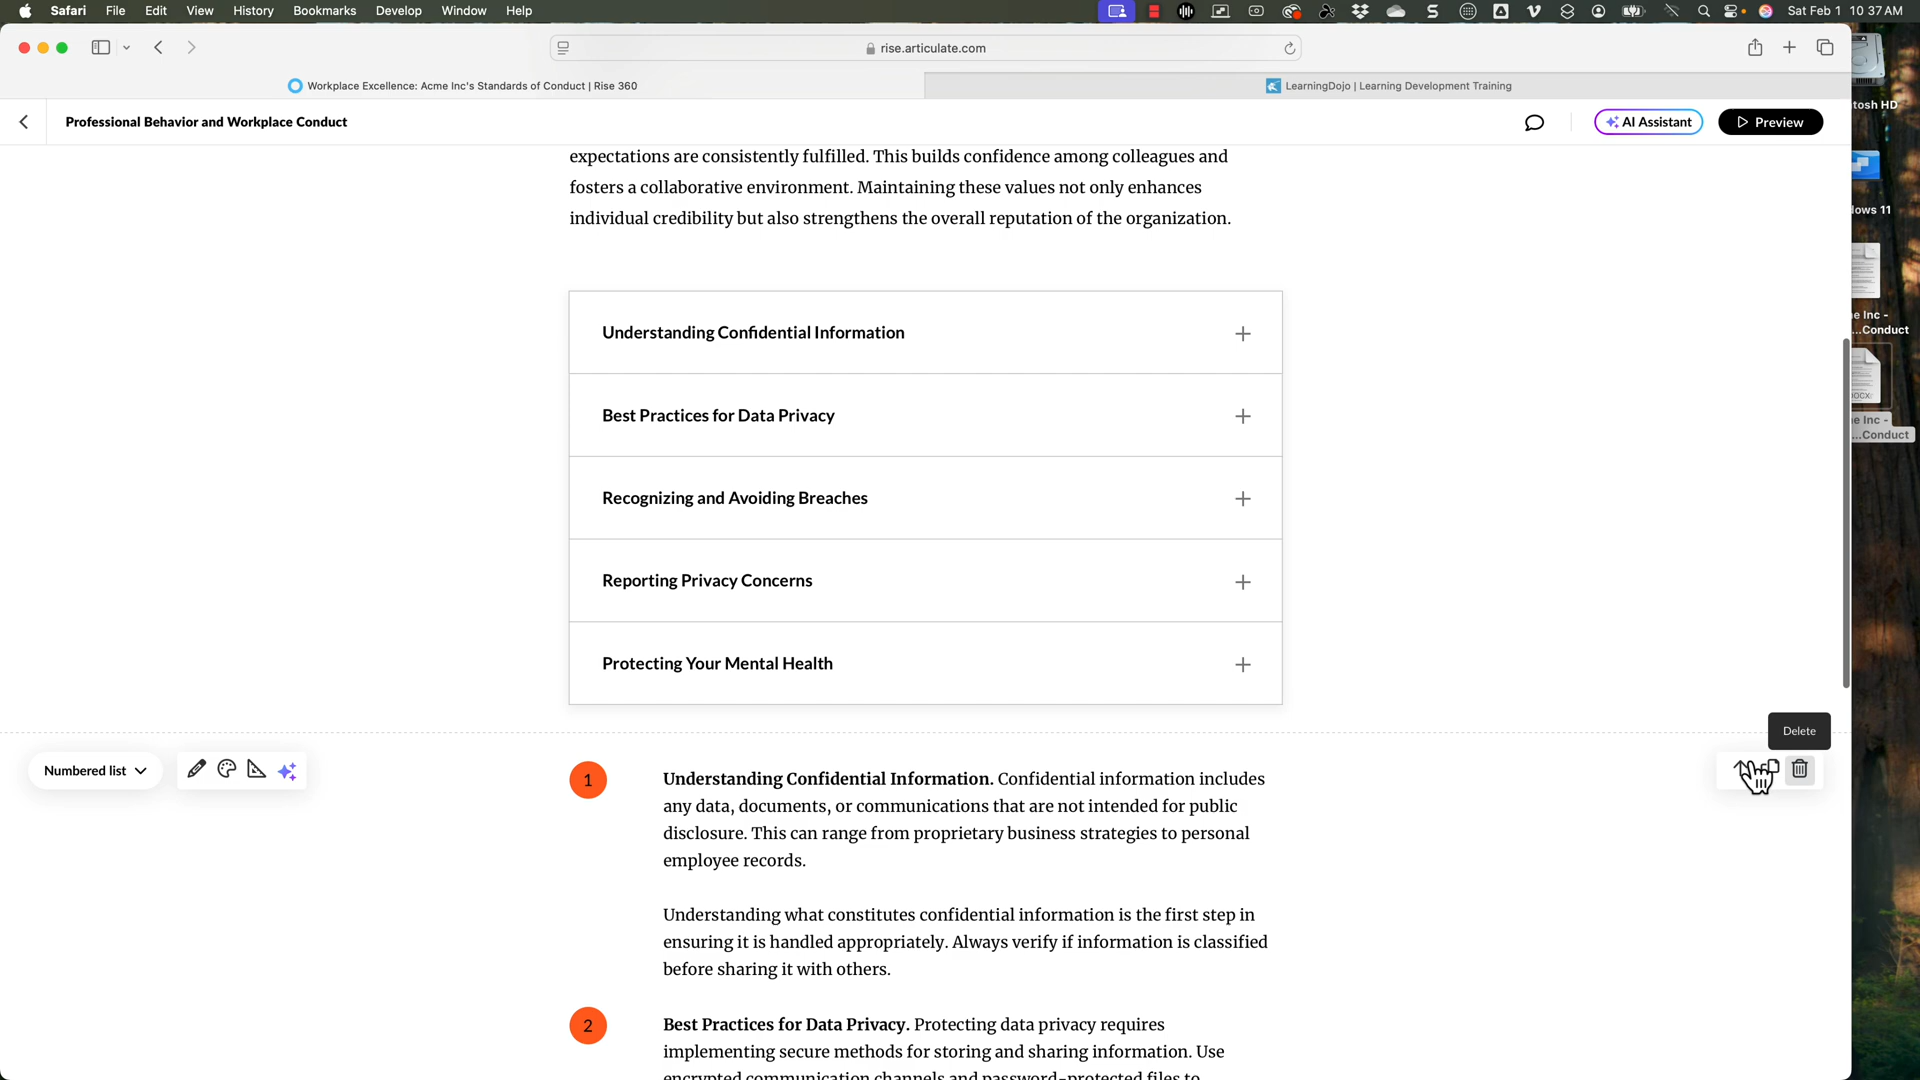 Safari File Edit View History Bookmarks Develop Window Help Sat Feb 1 10 37 AM
rise.articulate.com
Workplace Excellence: Acme Inc's Standards of Conduct | Rise 360
LearningDojo | Learning Development Training
Professional Behavior and Workplace Conduct
AI Assistant
Preview
expectations are consistently fulfilled. This builds confidence among colleagues and
fosters a collaborative environment. Maintaining these values not only enhances
individual credibility but also strengthens the overall reputation of the organization.
Understanding Confidential Information
Best Practices for Data Privacy
Recognizing and Avoiding Breaches
Reporting Privacy Concerns
Protecting Your Mental Health
Delete
Numbered list
1
Understanding Confidential Information. Confidential information includes
any data, documents, or communications that are not intended for public
disclosure. This can range from proprietary business strategies to personal
employee records.
Understanding what constitutes confidential information is the first step in
ensuring it is handled appropriately. Always verify if information is classified
before sharing it with others.
2
Best Practices for Data Privacy. Protecting data privacy requires
implementing secure methods for storing and sharing information. Use
encrypted communication channels and password-protected files to
tosh HD
lows 11
e Inc -
...Conduct
OCX
e Inc -
...Conduct